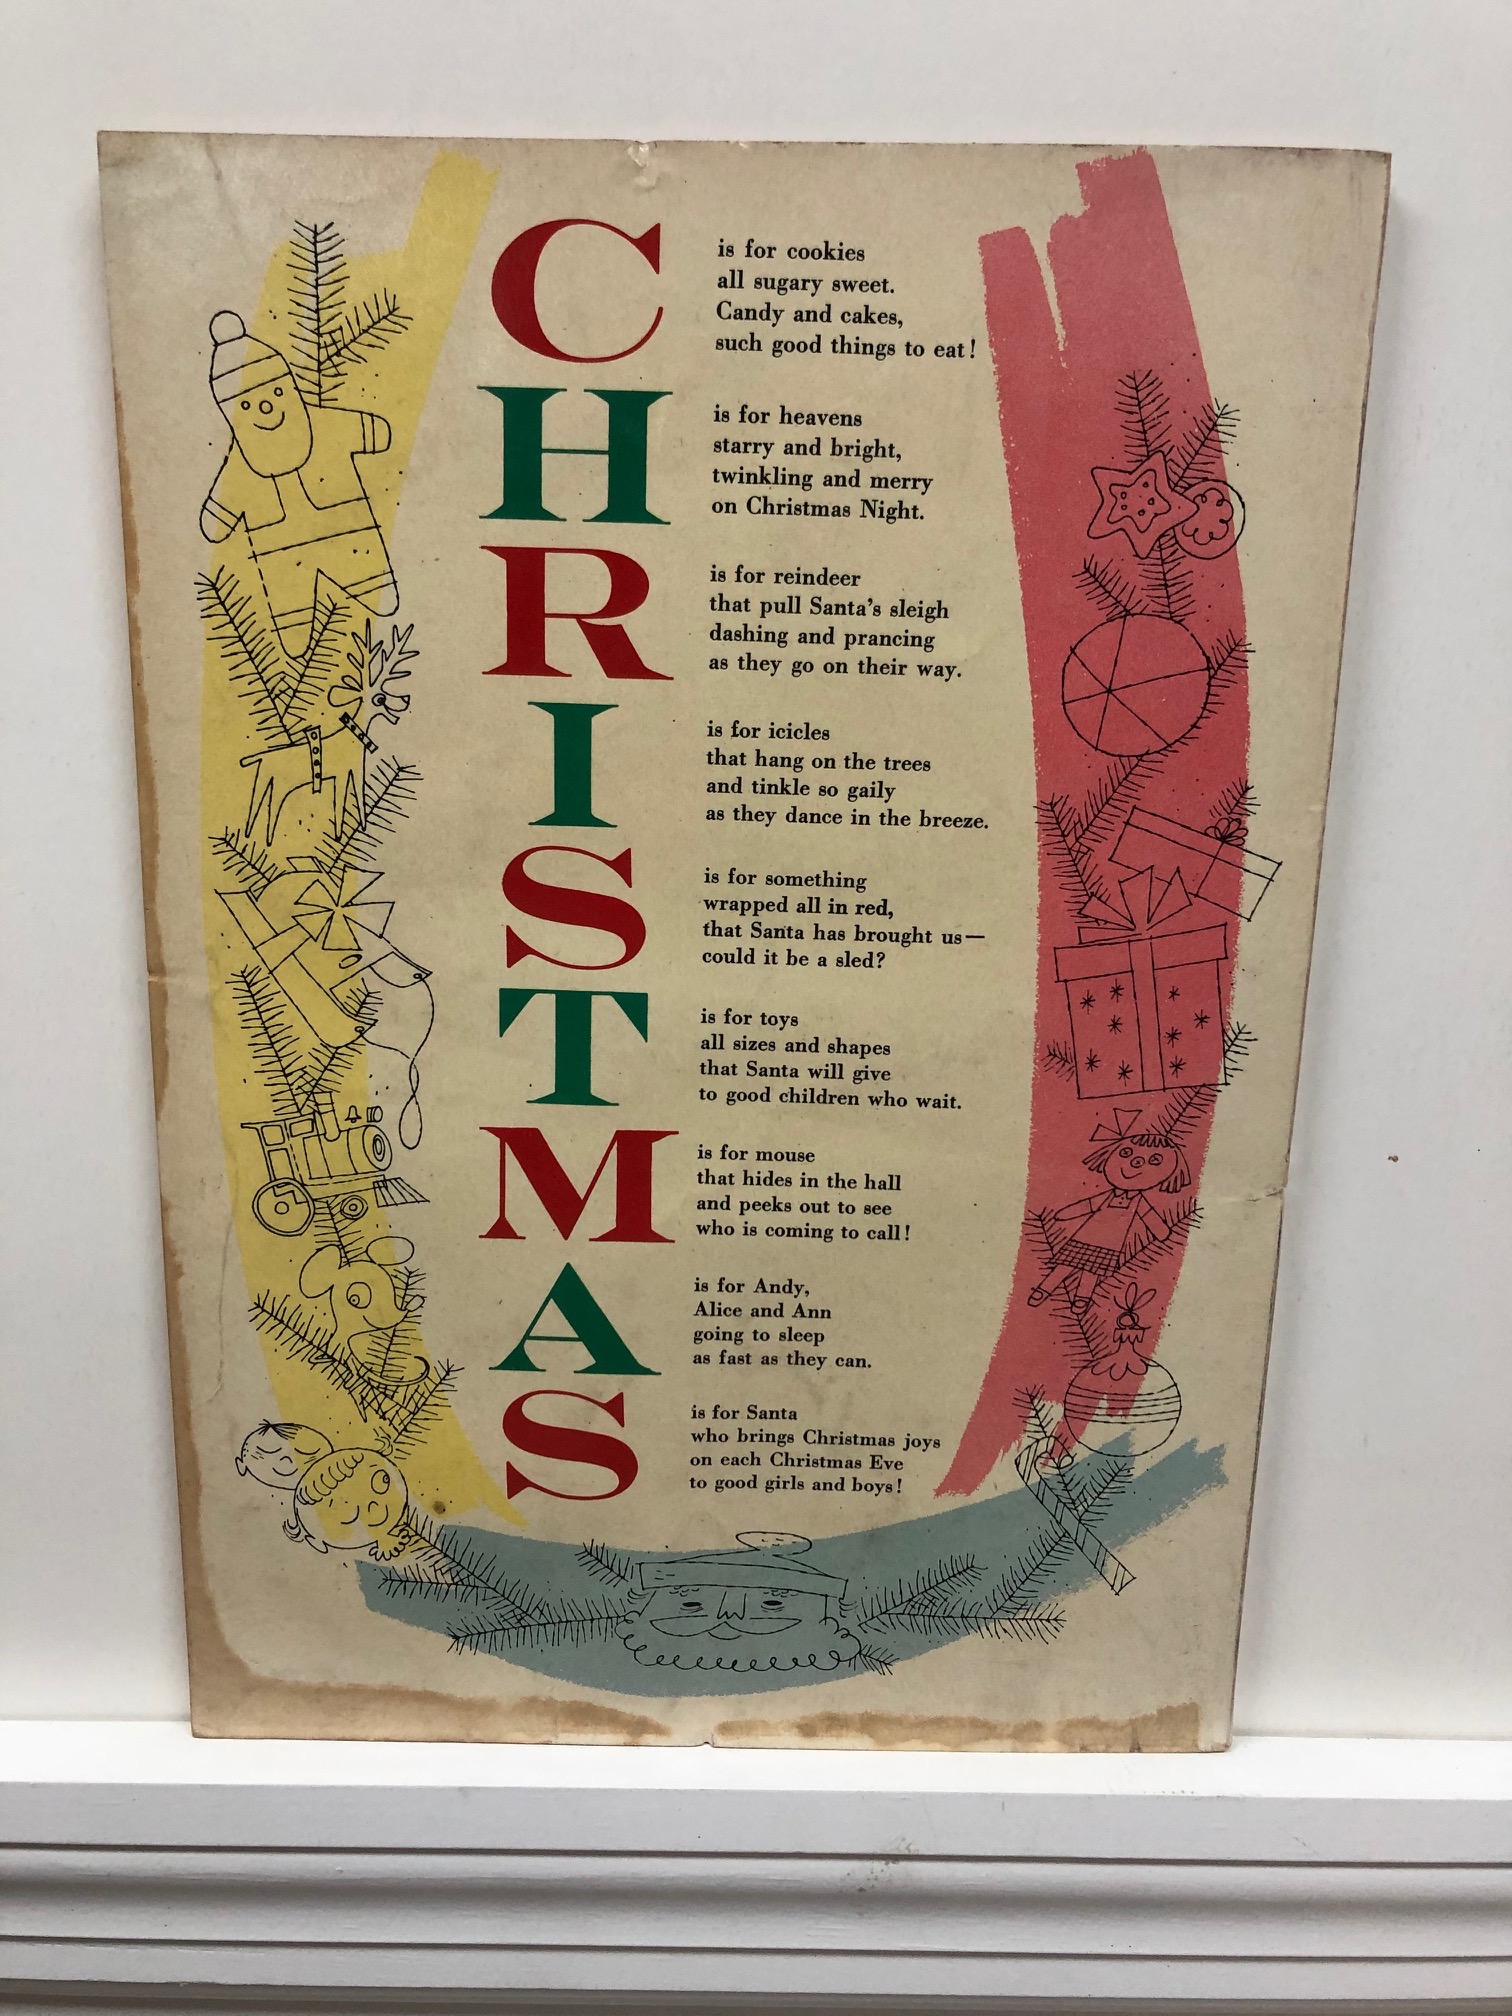 C
is for cookies
all sugary sweet.
Candy and cakes,
such good things to eat!
H
is for heavens
starry and bright,
twinkling and merry
on Christmas Night.
R
is for reindeer
that pull Santa's sleigh
dashing and prancing
as they go on their way.
I
is for icicles
that hang on the trees
and tinkle so gaily
as they dance in the breeze.
S
is for something
wrapped all in red,
that Santa has brought us—
could it be a sled?
T
is for toys
all sizes and shapes
that Santa will give
to good children who wait.
M
is for mouse
that hides in the hall
and peeks out to see
who is coming to call!
A
is for Andy,
Alice and Ann
going to sleep
as fast as they can.
S
is for Santa
who brings Christmas joys
on each Christmas Eve
to good girls and boys!